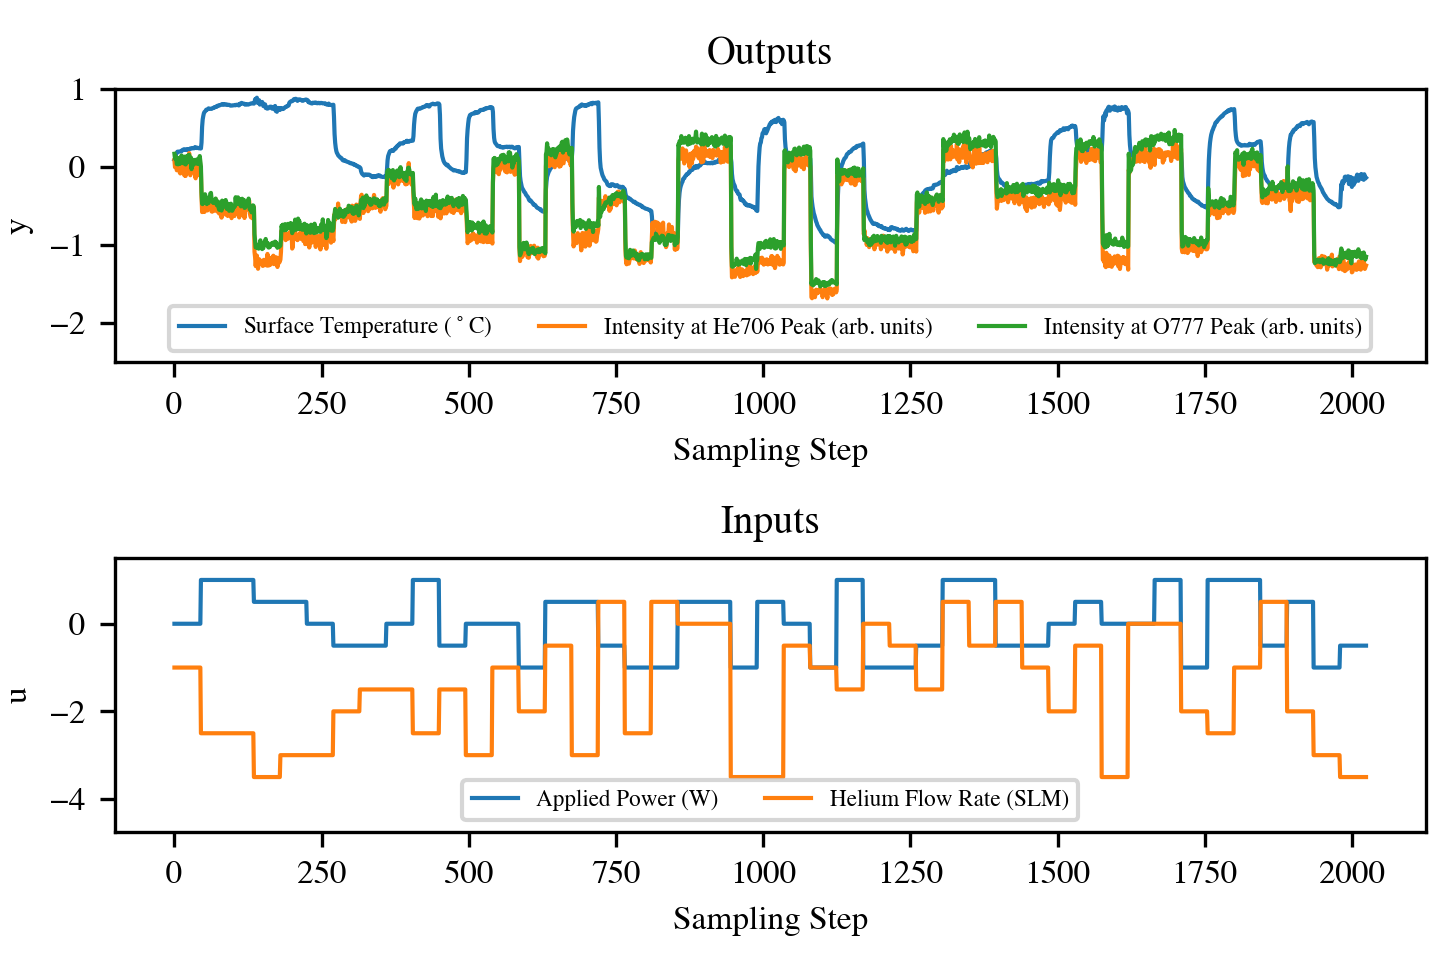 Outputs
1
0
−1
−2
y
Surface Temperature (°C) Intensity at He706 Peak (arb. units) Intensity at O777 Peak (arb. units)
0 250 500 750 1000 1250 1500 1750 2000
Sampling Step
Inputs
0
−2
−4
u
Applied Power (W) Helium Flow Rate (SLM)
0 250 500 750 1000 1250 1500 1750 2000
Sampling Step